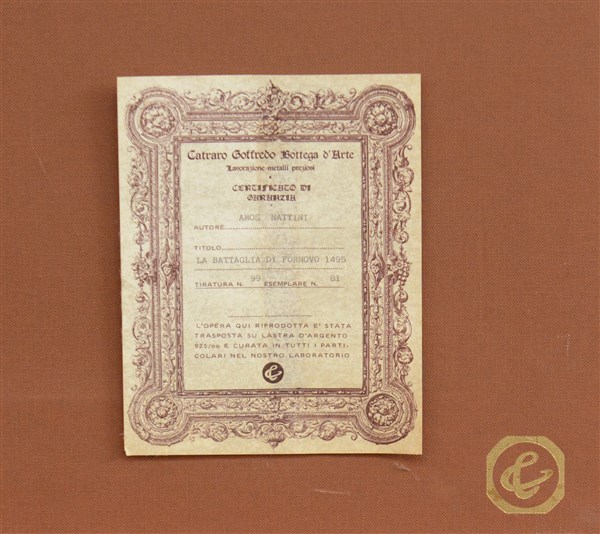 Catraro Goffredo Bottega d'Arte
Lavorazione metalli preziosi
CERTIFICATO DI
GARANZIA
AMOS NATTINI
AUTORE
TITOLO
LA BATTAGLIA DI FORNOVO 1495
TIRATURA N. 99 ESEMPLARE N. 81
L'OPERA QUI RIPRODOTTA E' STATA
TRASPOSTA SU LASTRA D'ARGENTO
925/00 E CURATA IN TUTTI I PARTI-
COLARI NEL NOSTRO LABORATORIO